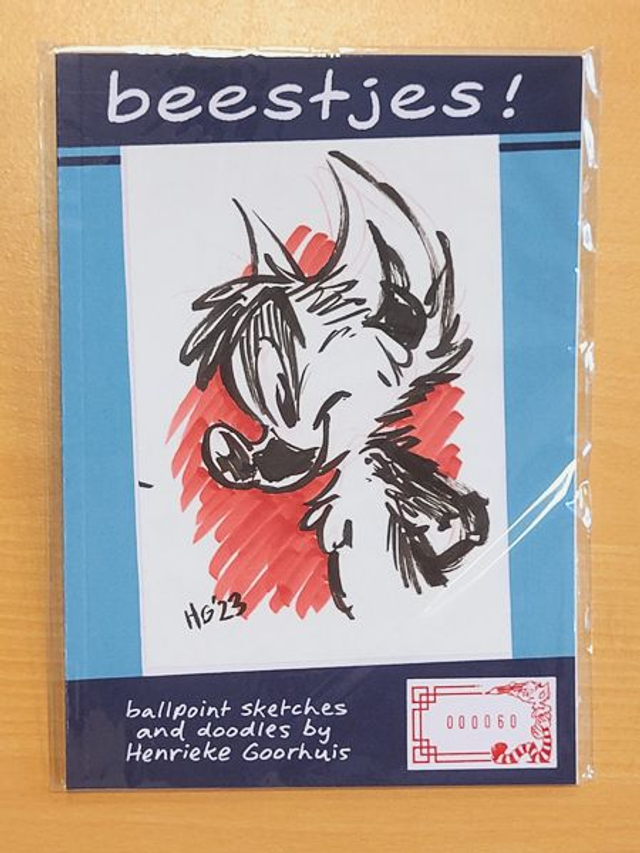 beestjes!
HG'23
ballpoint sketches
and doodles by
Henrieke Goorhuis
000060